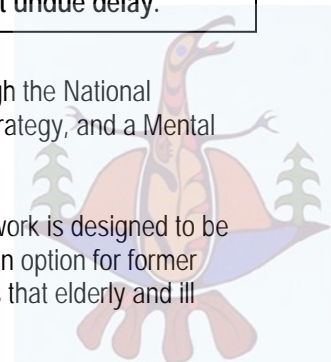 t undue delay.
gh the National
rategy, and a Mental
work is designed to be
n option for former
s that elderly and ill